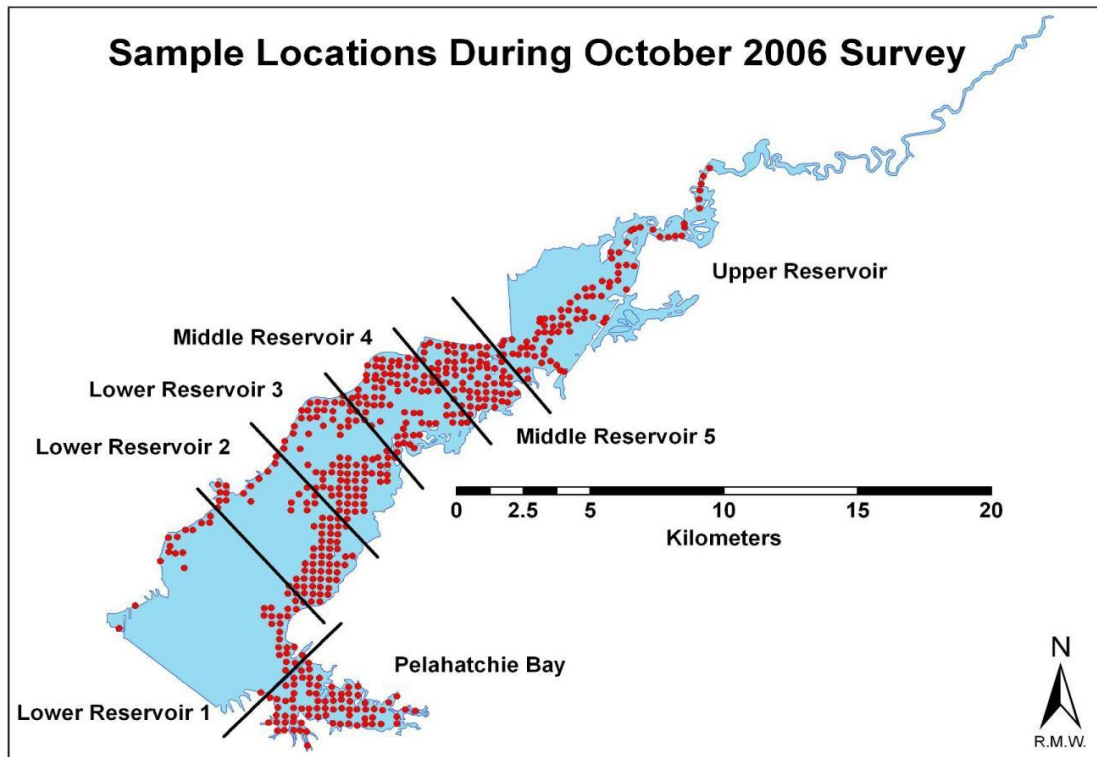 Sample Locations During October 2006 Survey
Upper Reservoir
Middle Reservoir 4
Lower Reservoir 3
Middle Reservoir 5
Lower Reservoir 2
0 2.5 5 10 15 20
Kilometers
Pelahatchie Bay
Lower Reservoir 1
N
R.M.W.